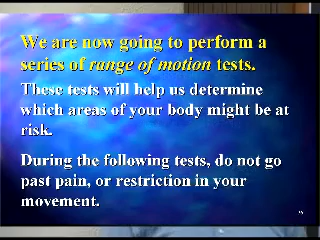 We are now going to perform a
series of range of motion tests.
These tests will help us determine
which areas of your body might be at
risk.
During the following tests, do not go
past pain, or restriction in your
movement.